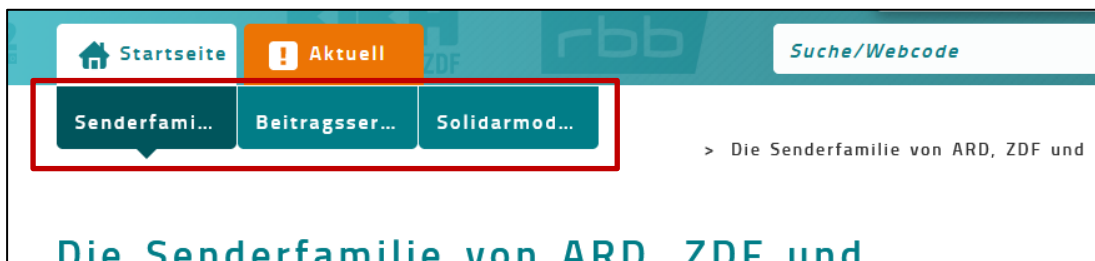 Startseite
! Aktuell
ZDF
rbb
Suche/Webcode
Senderfami...
Beitragsser...
Solidarmod...
> Die Senderfamilie von ARD, ZDF und
Die Senderfamilie von ARD, ZDF und